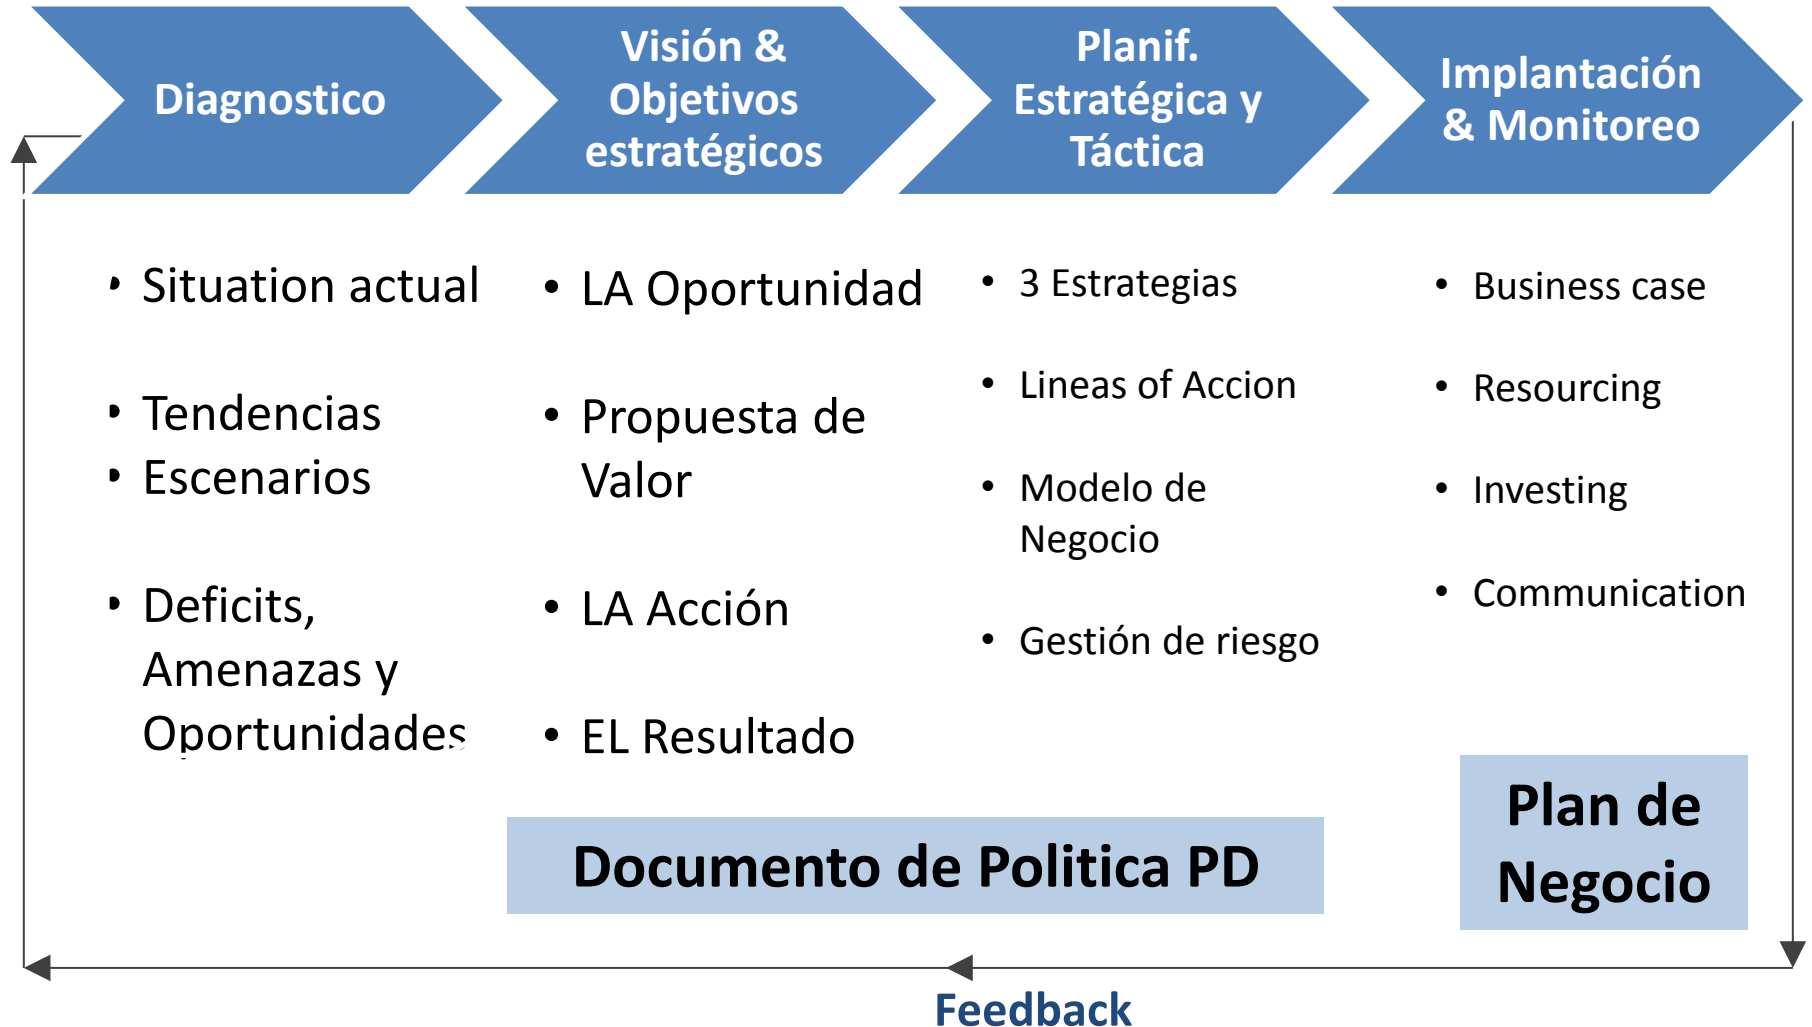 Diagnostico
Visión &
Objetivos
estratégicos
Planif.
Estratégica y
Táctica
Implantación
& Monitoreo
• Situation actual
• Tendencias
• Escenarios
• Deficits,
Amenazas y
Oportunidades
• LA Oportunidad
• Propuesta de
Valor
• LA Acción
• EL Resultado
• 3 Estrategias
• Lineas of Accion
• Modelo de
Negocio
• Gestión de riesgo
• Business case
• Resourcing
• Investing
• Communication
Documento de Politica PD
Plan de
Negocio
Feedback